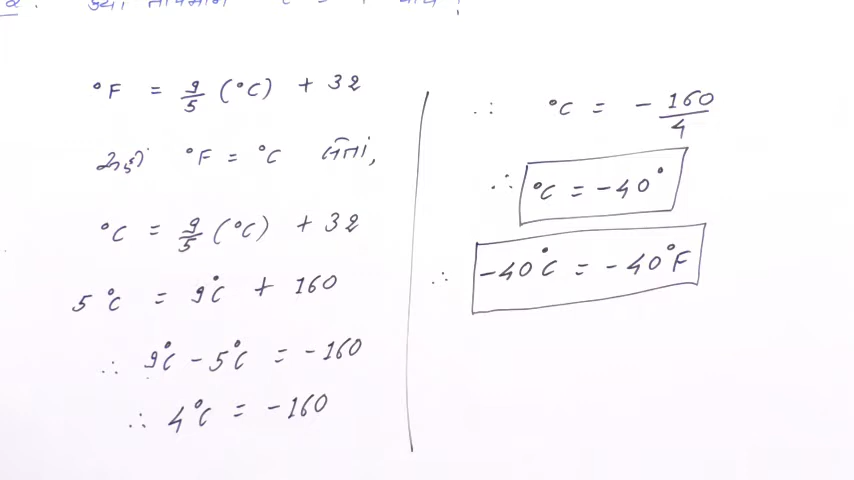 °F = 9/5 (°C) + 32
અહીં °F = °C લેતાં,
°C = 9/5 (°C) + 32
5°C = 9°C + 160
∴ 9°C - 5°C = -160
∴ 4°C = -160
∴ °C = - 160/4
∴ °C = -40°
∴ -40°C = -40°F